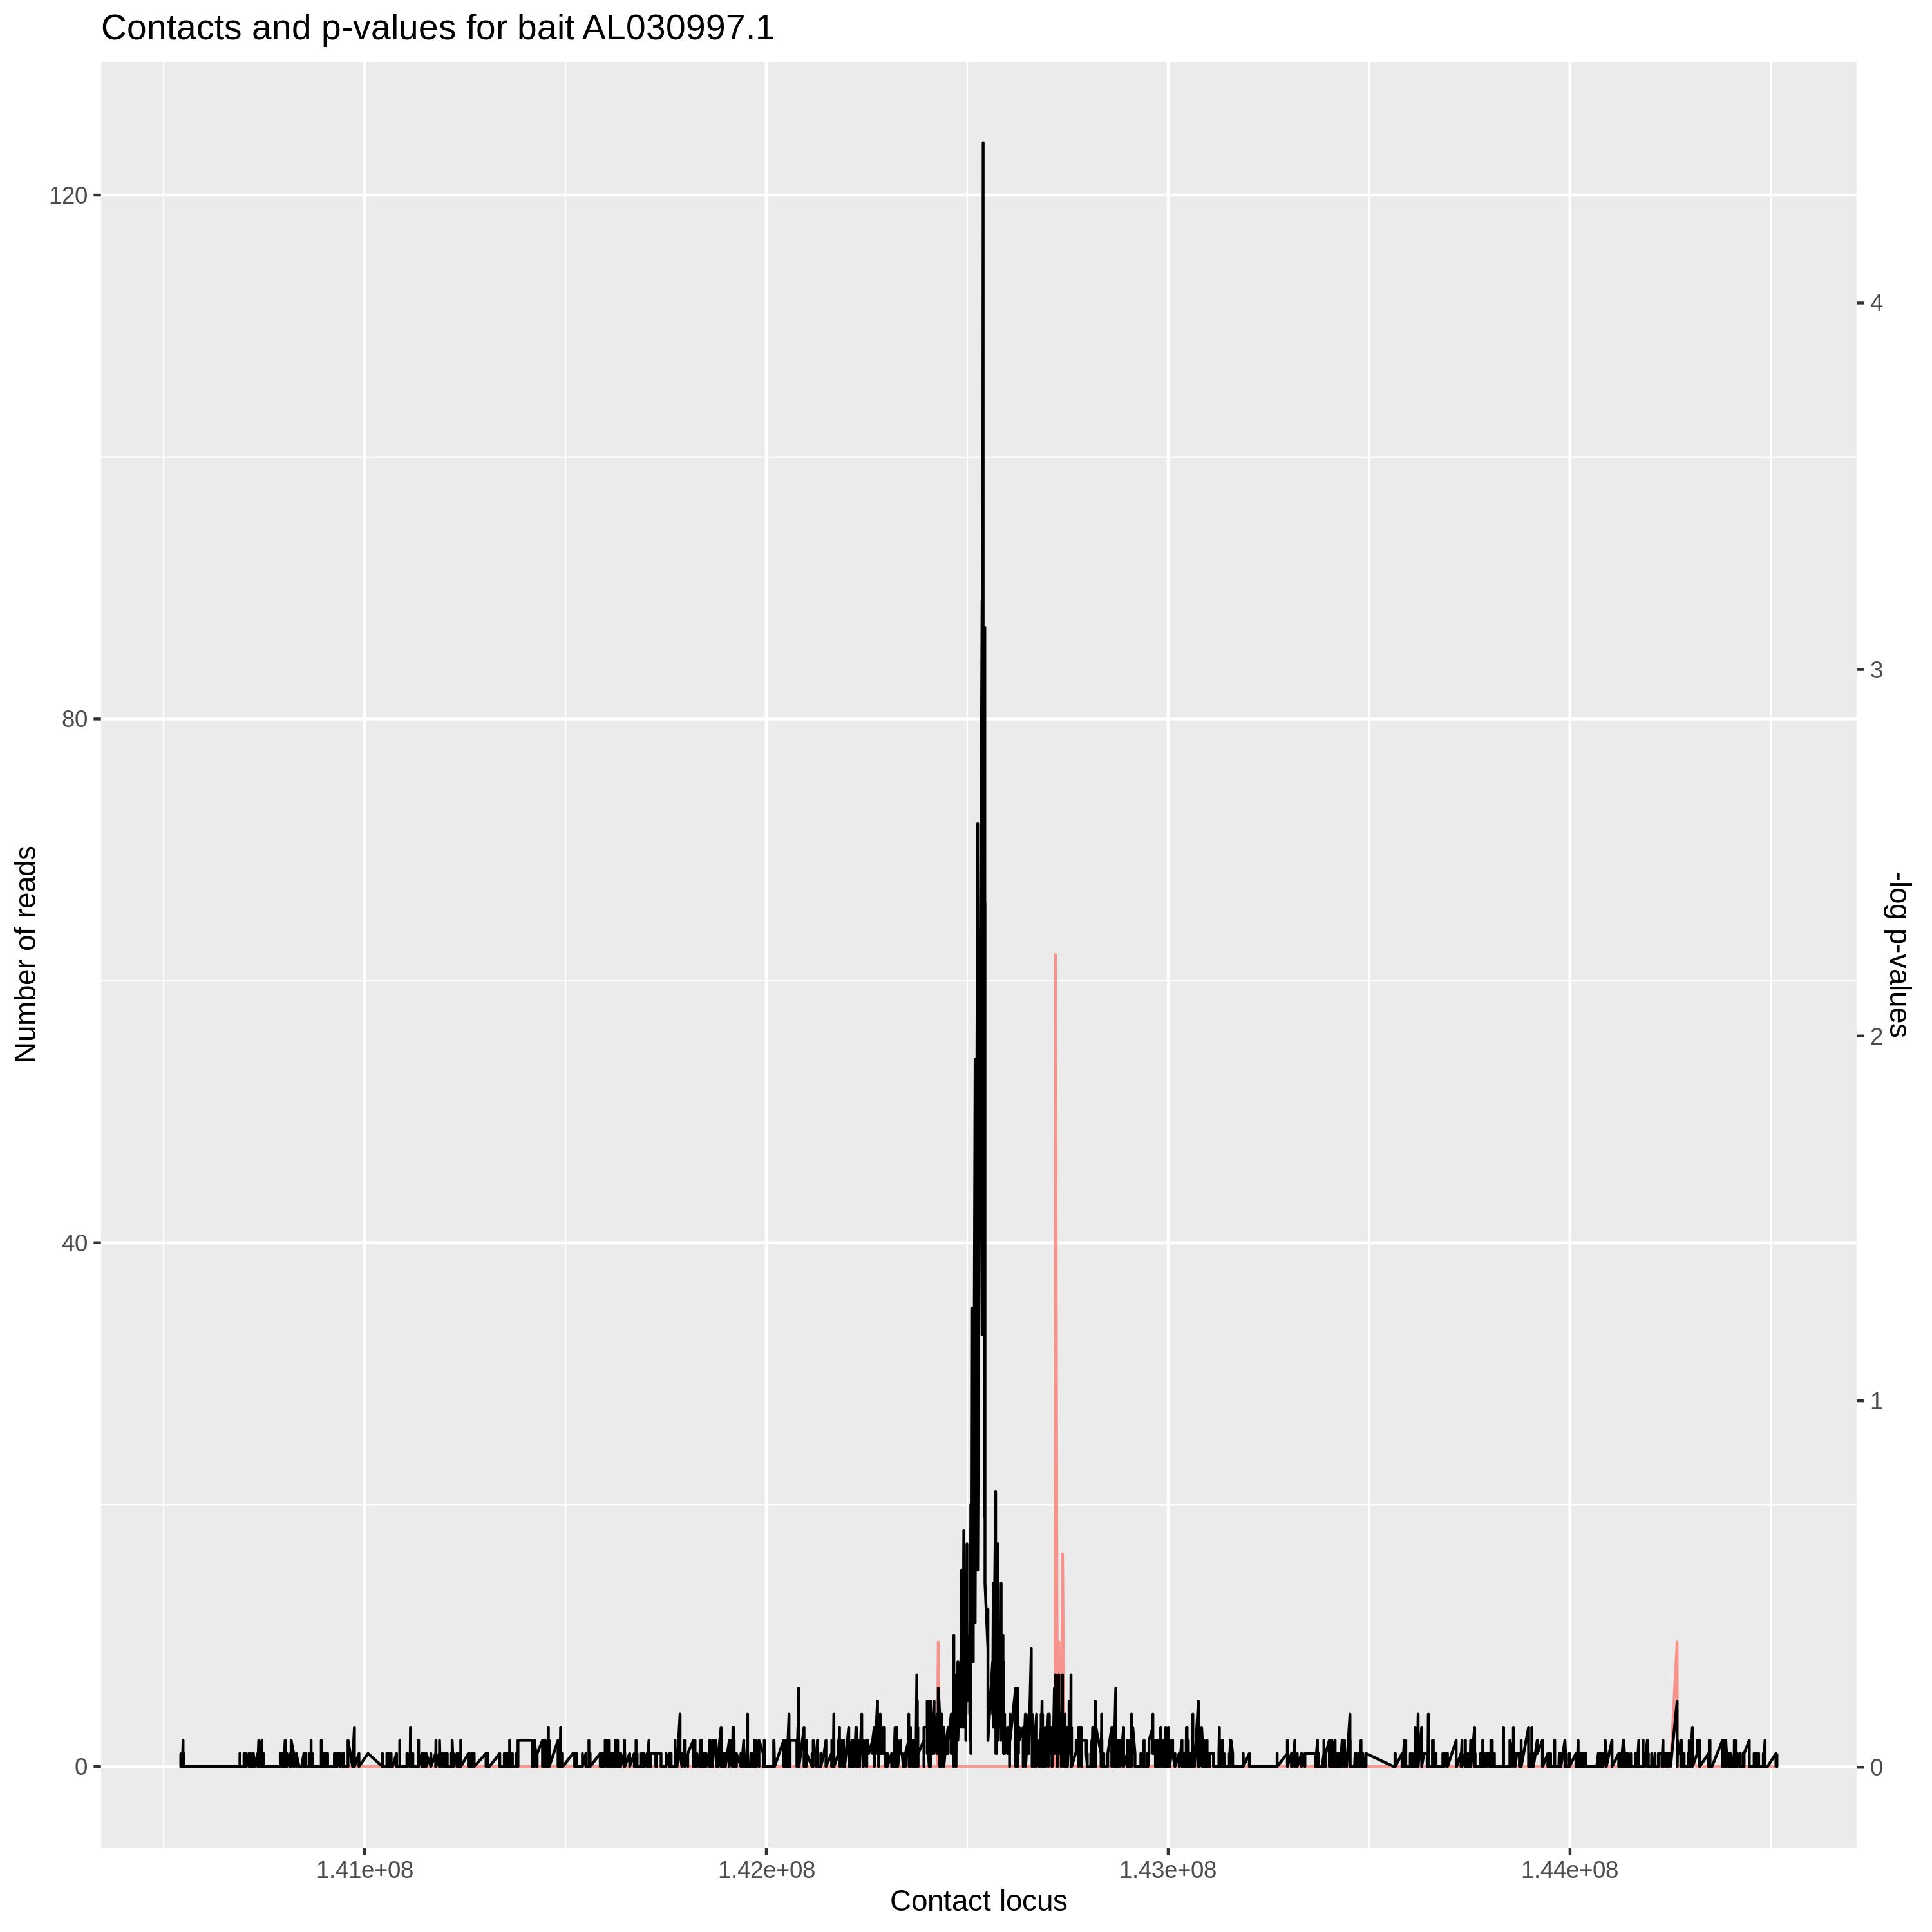 Contacts and p-values for bait AL030997.1
120
80
40
0
4
3
2
1
0
Number of reads
-log p-values
1.41e+08
1.42e+08
1.43e+08
1.44e+08
Contact locus